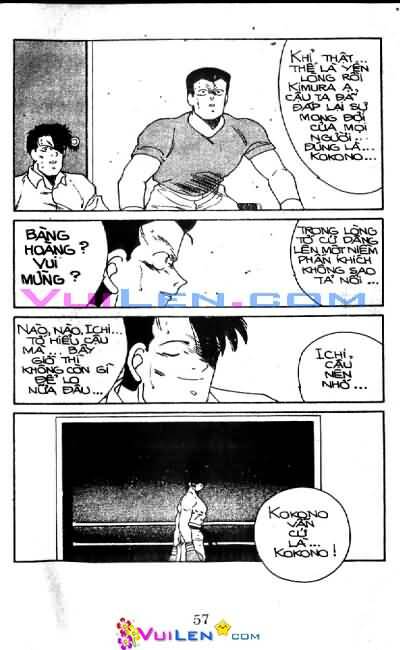 KHỈ THẬT...
THẾ LÀ YÊN
LÒNG RỒI
KIMURA Ạ,
CẬU TA ĐÃ
ĐÁP LẠI SỰ
MONG ĐỢI
CỦA MỌI
NGƯỜI...
ĐÚNG LÀ...
KOKONO...
BÀNG
HOÀNG?
VUI
MỪNG?
TRONG LÒNG
TỚ CỨ DÂNG
LÊN MỘT NIỀM
PHẤN KHÍCH
KHÔNG SAO
TẢ NỔI...
VuiLen.com
NÀO, NÀO, ICHI...
TỚ HIỂU CẬU
MÀ... BÂY
GIỜ THÌ
KHÔNG CÒN GÌ
ĐỂ LO
NỮA ĐÂU...
ICHI,
CẬU
NÊN
NHỚ...
KOKONO
VẪN
CỨ
LÀ...
KOKONO!
57
VuiLen.com